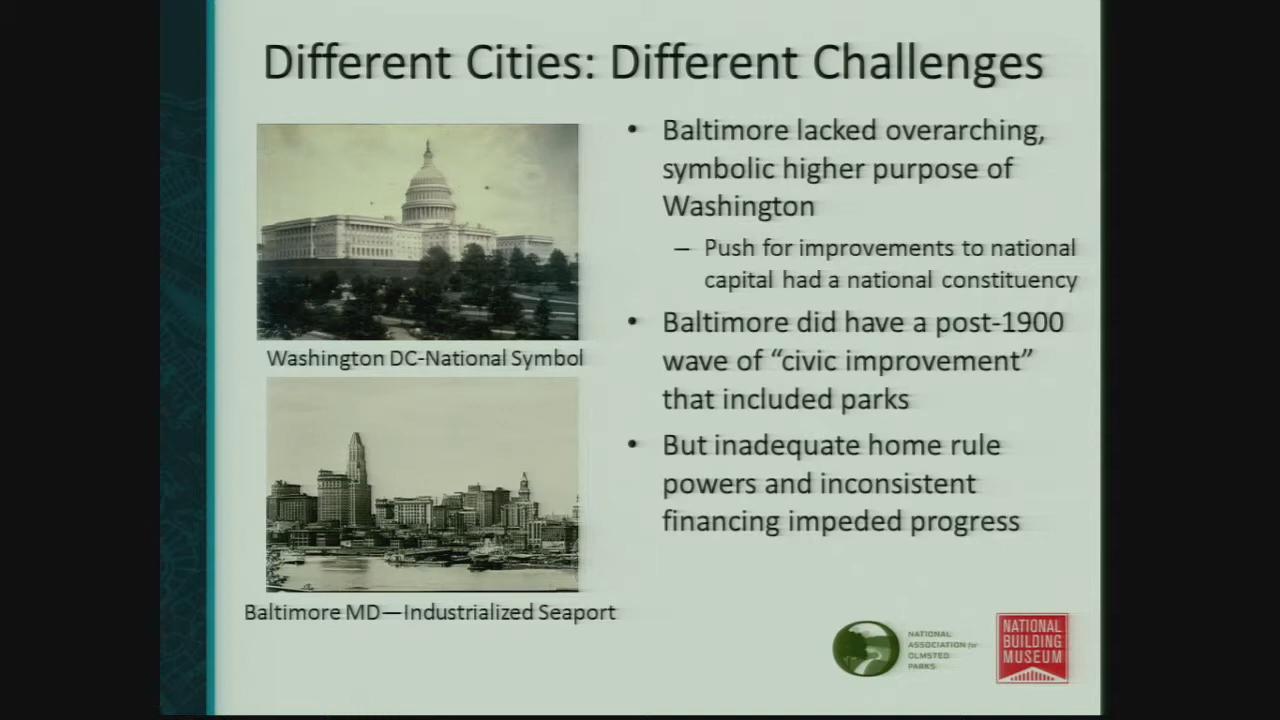 Different Cities: Different Challenges
Washington DC-National Symbol
Baltimore MD—Industrialized Seaport
• Baltimore lacked overarching,
symbolic higher purpose of
Washington
– Push for improvements to national
capital had a national constituency
• Baltimore did have a post-1900
wave of “civic improvement”
that included parks
• But inadequate home rule
powers and inconsistent
financing impeded progress
NATIONAL
ASSOCIATION for
OLMSTED
PARKS
NATIONAL
BUILDING
MUSEUM